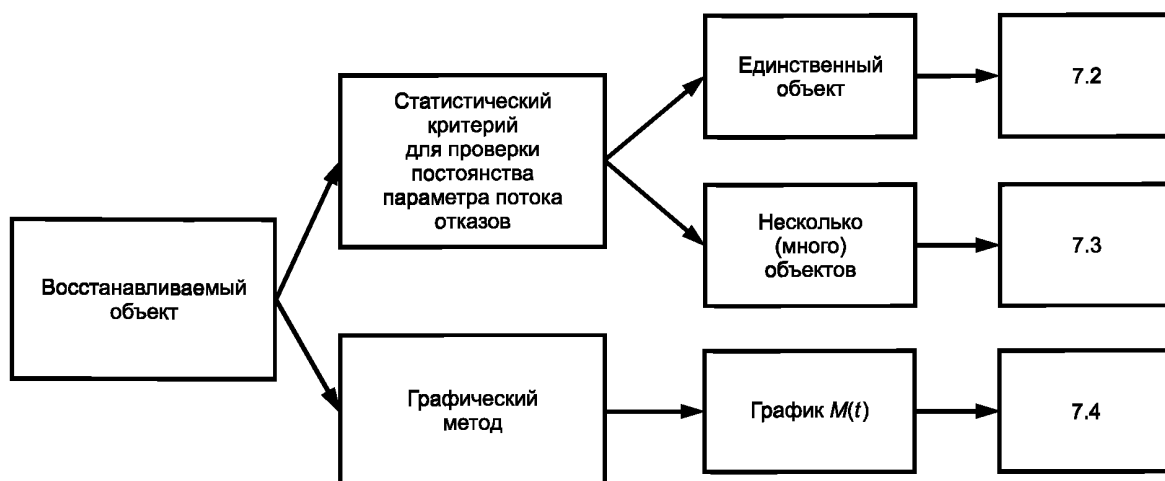 Восстанавливаемый
объект
Статистический
критерий
для проверки
постоянства
параметра потока
отказов
Графический
метод
Единственный
объект
Несколько
(много)
объектов
График M(t)
7.2
7.3
7.4